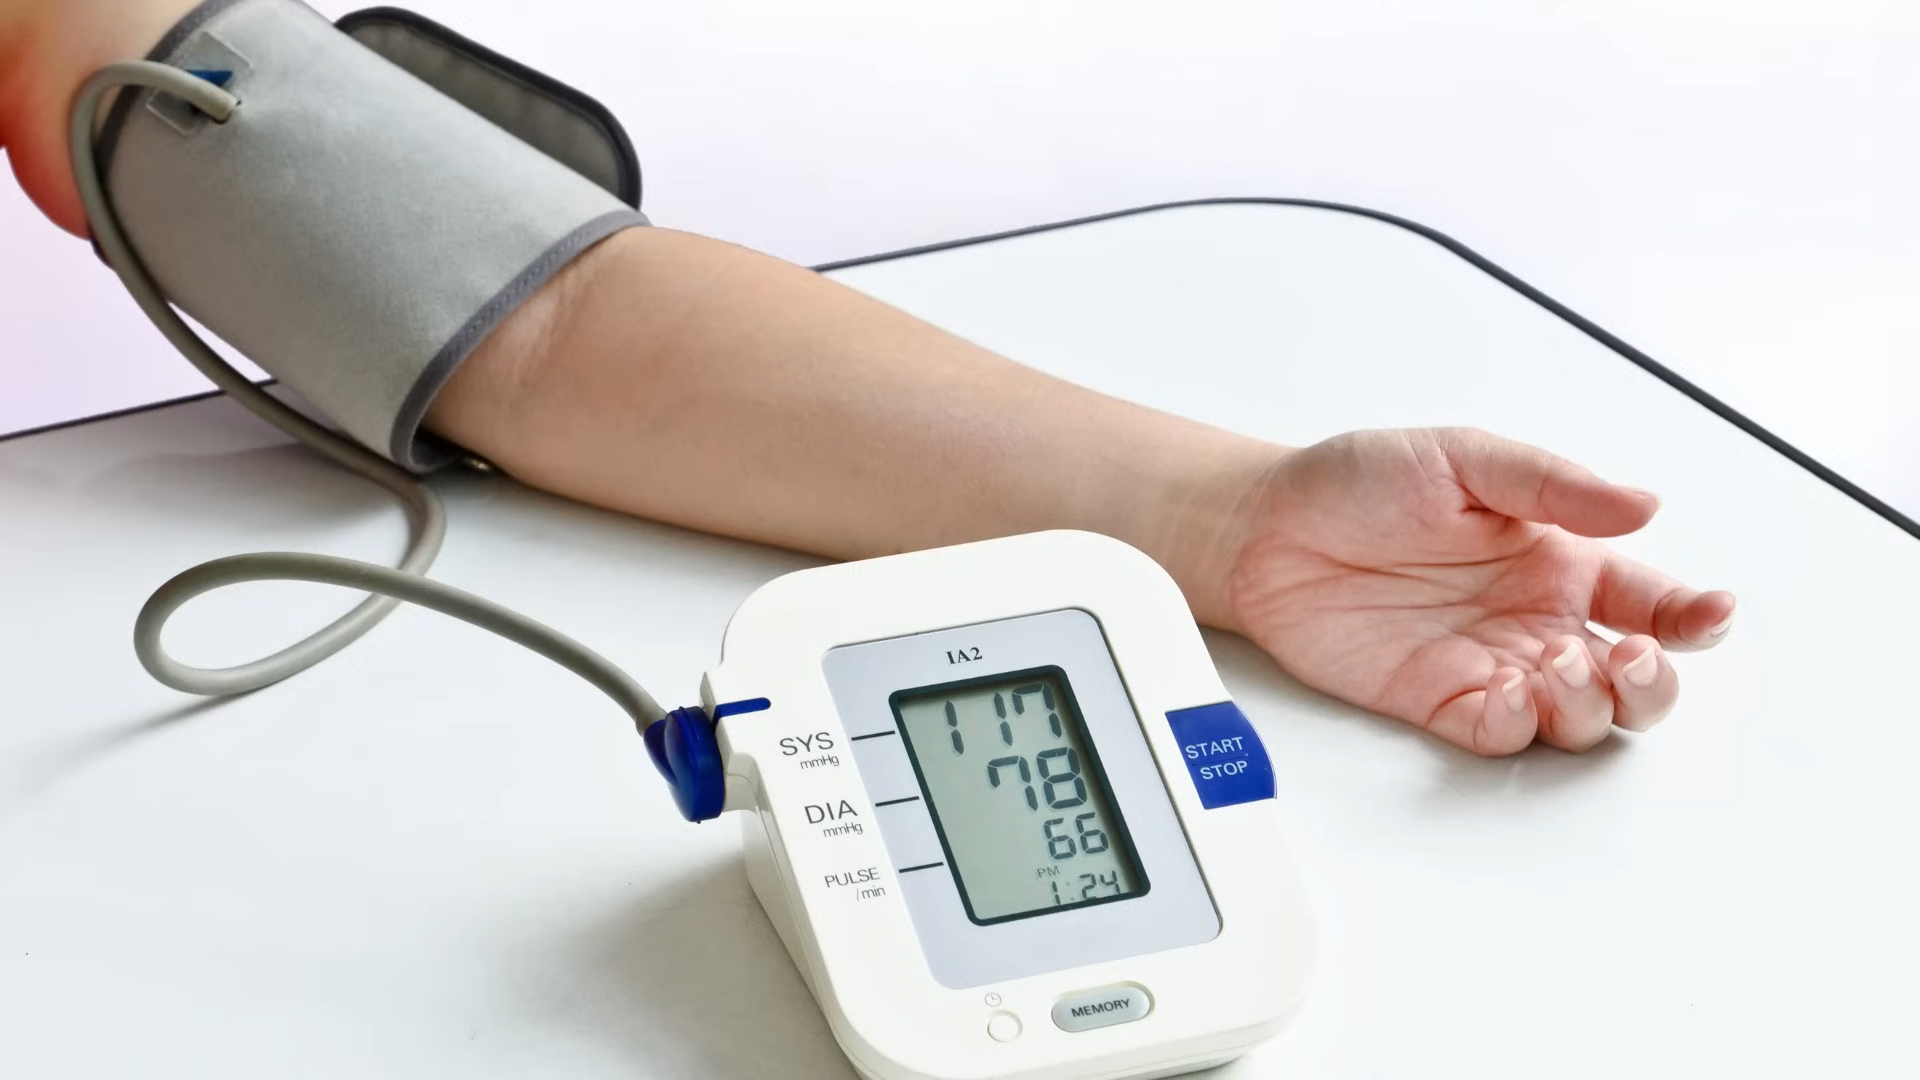 IA2
117
SYS
mmHg
78
DIA
mmHg
66
PULSE
/min
PM
1:24
START
STOP
MEMORY